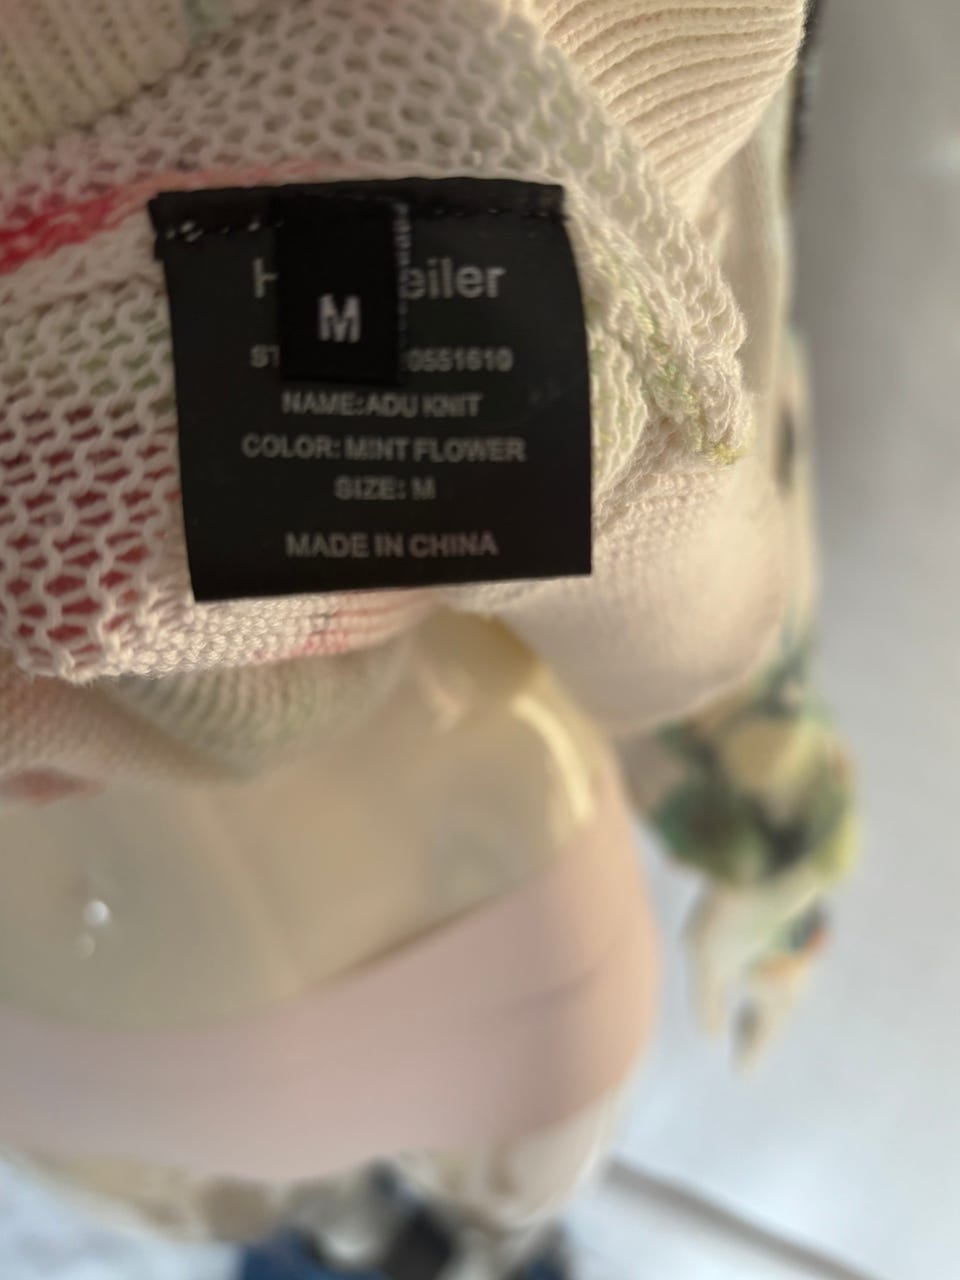 M
NAME:ADU KNIT
COLOR: MINT FLOWER
SIZE: M
MADE IN CHINA